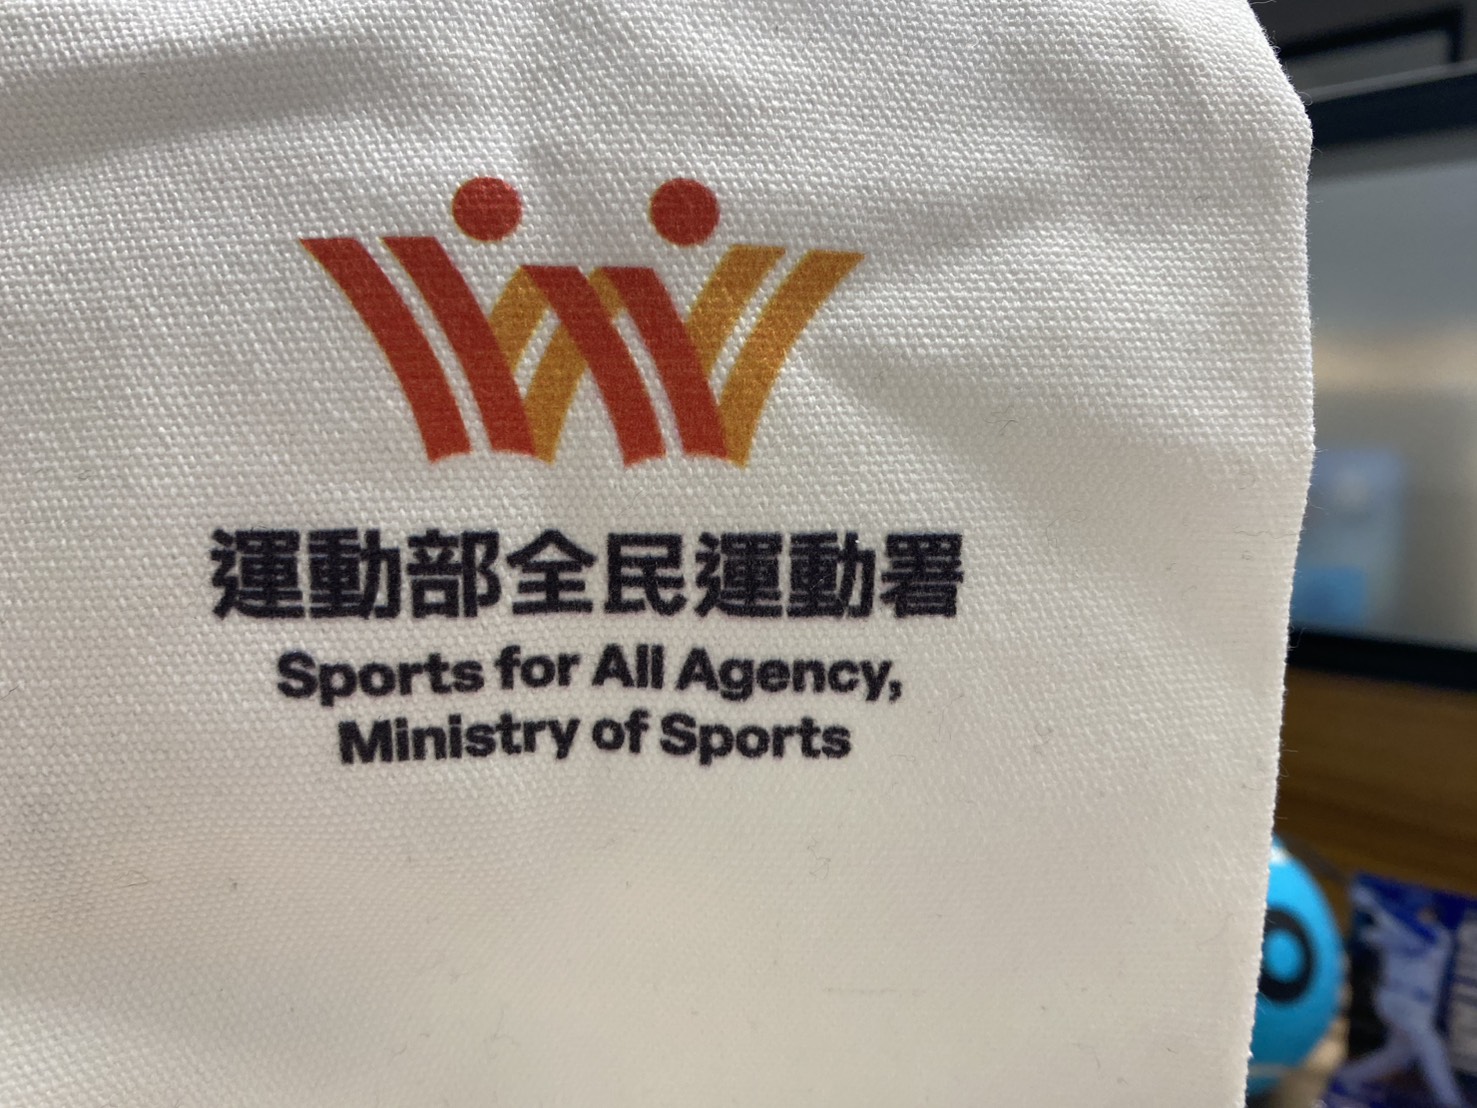 運動部全民運動署
Sports for All Agency,
Ministry of Sports